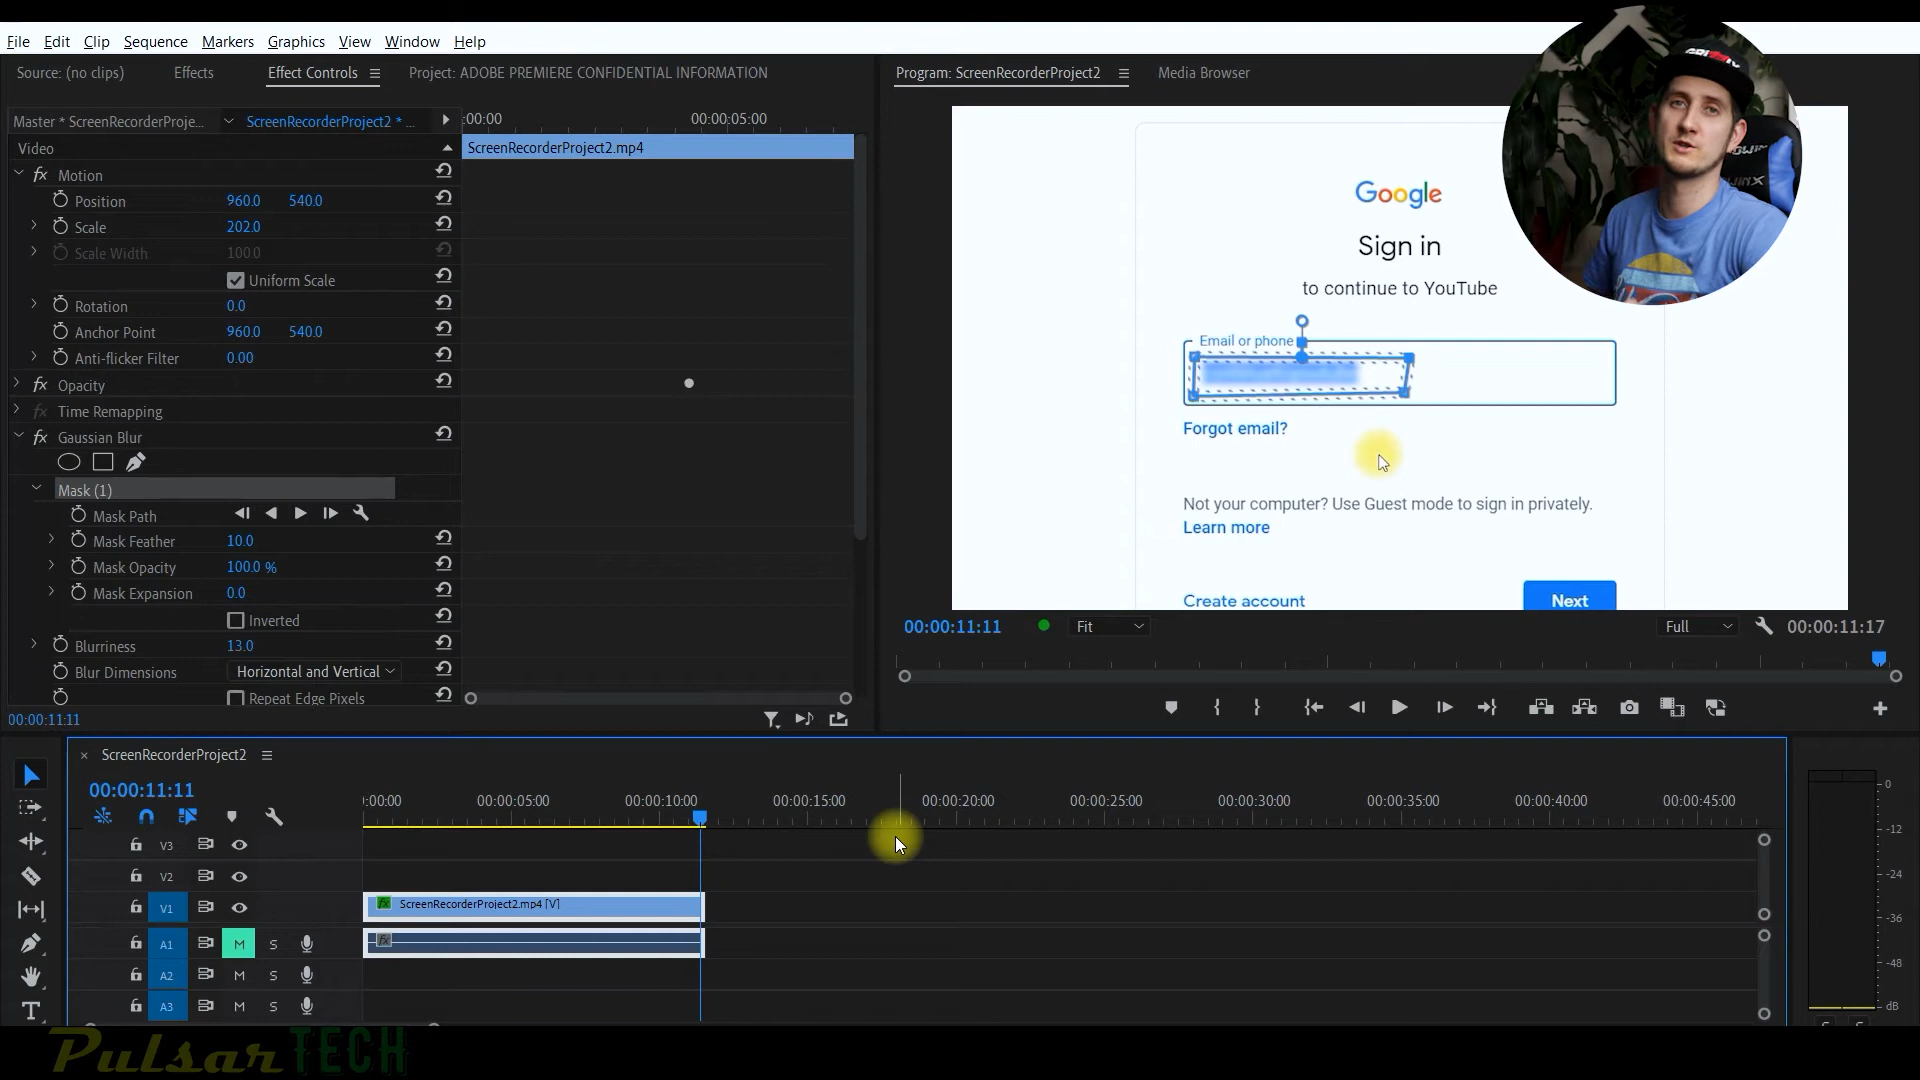 File Edit Clip Sequence Markers Graphics View Window Help
Source: (no clips) Effects Effect Controls Project: ADOBE PREMIERE CONFIDENTIAL INFORMATION
Program: ScreenRecorderProject2 Media Browser
Master * ScreenRecorderProje... ScreenRecorderProject2 * ...
:00:00 00:00:05:00
Video
ScreenRecorderProject2.mp4
fx Motion
Position 960.0 540.0
Scale 202.0
Scale Width 100.0
Uniform Scale
Rotation 0.0
Anchor Point 960.0 540.0
Anti-flicker Filter 0.00
fx Opacity
fx Time Remapping
fx Gaussian Blur
Mask (1)
Mask Path
Mask Feather 10.0
Mask Opacity 100.0 %
Mask Expansion 0.0
Inverted
Blurriness 13.0
Blur Dimensions Horizontal and Vertical
Repeat Edge Pixels
00:00:11:11
Google
Sign in
to continue to YouTube
Email or phone
Forgot email?
Not your computer? Use Guest mode to sign in privately.
Learn more
Create account Next
00:00:11:11 Fit Full 00:00:11:17
× ScreenRecorderProject2
00:00:11:11
:00:00 00:00:05:00 00:00:10:00 00:00:15:00 00:00:20:00 00:00:25:00 00:00:30:00 00:00:35:00 00:00:40:00 00:00:45:00
V3
V2
V1 fx ScreenRecorderProject2.mp4 [V]
A1 M S fx
A2 M S
A3 M S
T
0
-12
-24
-36
-48
dB
Pulsar TECH